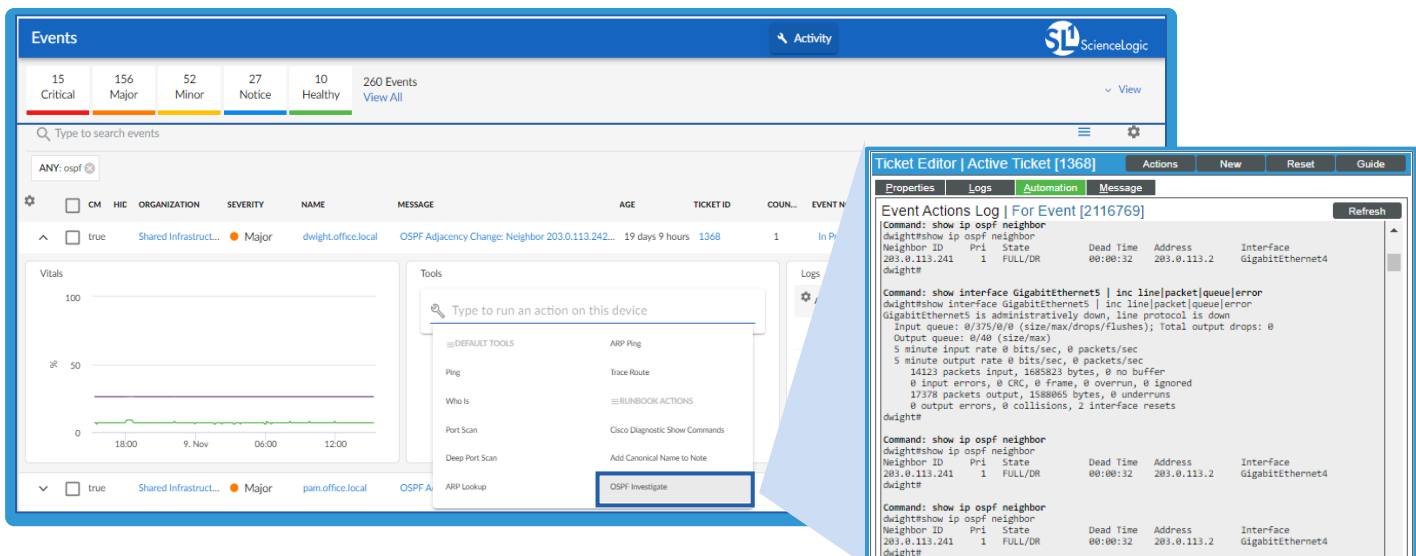 Events
Activity
SL1 ScienceLogic
15 156 52 27 10 260 Events
Critical Major Minor Notice Healthy View All
View
Type to search events
ANY: ospf
CM HIE ORGANIZATION SEVERITY NAME MESSAGE AGE TICKET ID COUN... EVENT N
true Shared Infrastruct... Major dwight.office.local OSPF Adjacency Change: Neighbor 203.0.113.242... 19 days 9 hours 1368 1 In Pr
Vitals
100
%
50
0
18:00 9. Nov 06:00 12:00
Tools
Type to run an action on this device
DEFAULT TOOLS
Ping
Who Is
Port Scan
Deep Port Scan
ARP Lookup
ARP Ping
Trace Route
RUNBOOK ACTIONS
Cisco Diagnostic Show Commands
Add Canonical Name to Note
OSPF Investigate
Logs
true Shared Infrastruct... Major pam.office.local OSPF A
Ticket Editor | Active Ticket [1368] Actions New Reset Guide
Properties Logs Automation Message
Event Actions Log | For Event [2116769] Refresh
Command: show ip ospf neighbor
dwight#show ip ospf neighbor
Neighbor ID Pri State Dead Time Address Interface
203.0.113.241 1 FULL/DR 00:00:32 203.0.113.2 GigabitEthernet4
dwight#
Command: show interface GigabitEthernet5 | inc line|packet|queue|error
dwight#show interface GigabitEthernet5 | inc line|packet|queue|error
GigabitEthernet5 is administratively down, line protocol is down
Input queue: 0/375/0/0 (size/max/drops/flushes); Total output drops: 0
Output queue: 0/40 (size/max)
5 minute input rate 0 bits/sec, 0 packets/sec
5 minute output rate 0 bits/sec, 0 packets/sec
14123 packets input, 1685823 bytes, 0 no buffer
0 input errors, 0 CRC, 0 frame, 0 overrun, 0 ignored
17378 packets output, 1588065 bytes, 0 underruns
0 output errors, 0 collisions, 2 interface resets
dwight#
Command: show ip ospf neighbor
dwight#show ip ospf neighbor
Neighbor ID Pri State Dead Time Address Interface
203.0.113.241 1 FULL/DR 00:00:32 203.0.113.2 GigabitEthernet4
dwight#
Command: show ip ospf neighbor
dwight#show ip ospf neighbor
Neighbor ID Pri State Dead Time Address Interface
203.0.113.241 1 FULL/DR 00:00:32 203.0.113.2 GigabitEthernet4
dwight#